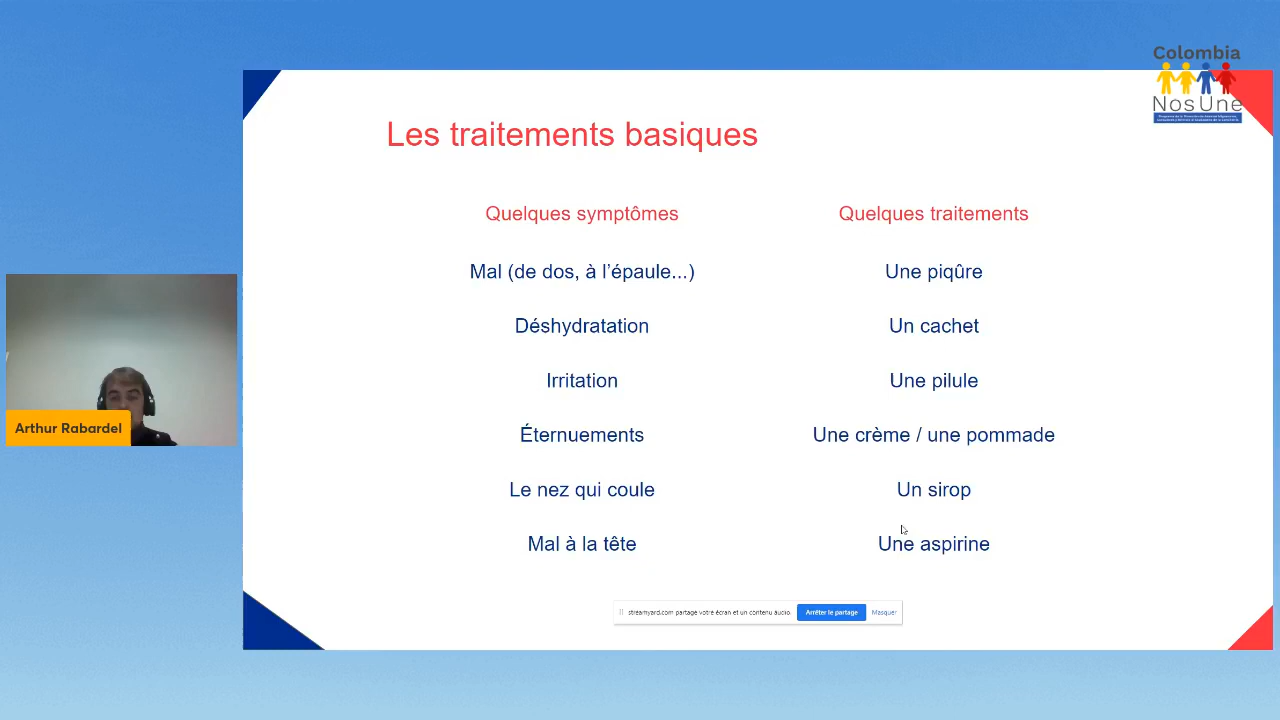 Colombia
NosUne
Les traitements basiques
Quelques symptômes
Quelques traitements
Mal (de dos, à l'épaule...)
Une piqûre
Déshydratation
Un cachet
Irritation
Une pilule
Éternuements
Une crème / une pommade
Le nez qui coule
Un sirop
Mal à la tête
Une aspirine
Arthur Rabardel
streamyard.com partage votre écran et un contenu audio.
Arrêter le partage
Masquer